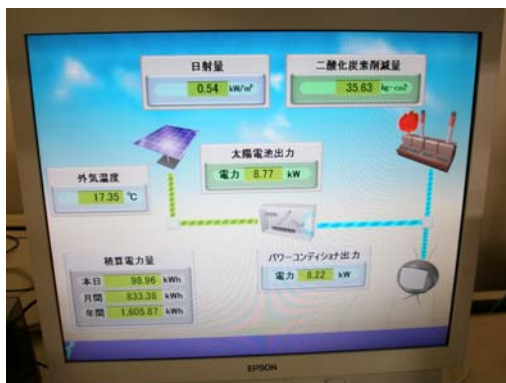 日射量
0.54 kW/m²
二酸化炭素削減量
35.63 kg-co2
太陽電池出力
電力 8.77 kW
外気温度
17.35 ℃
積算電力量
本日 98.96 kWh
月間 833.38 kWh
年間 1,605.87 kWh
パワーコンディショナ出力
電力 8.22 kW
EPSON